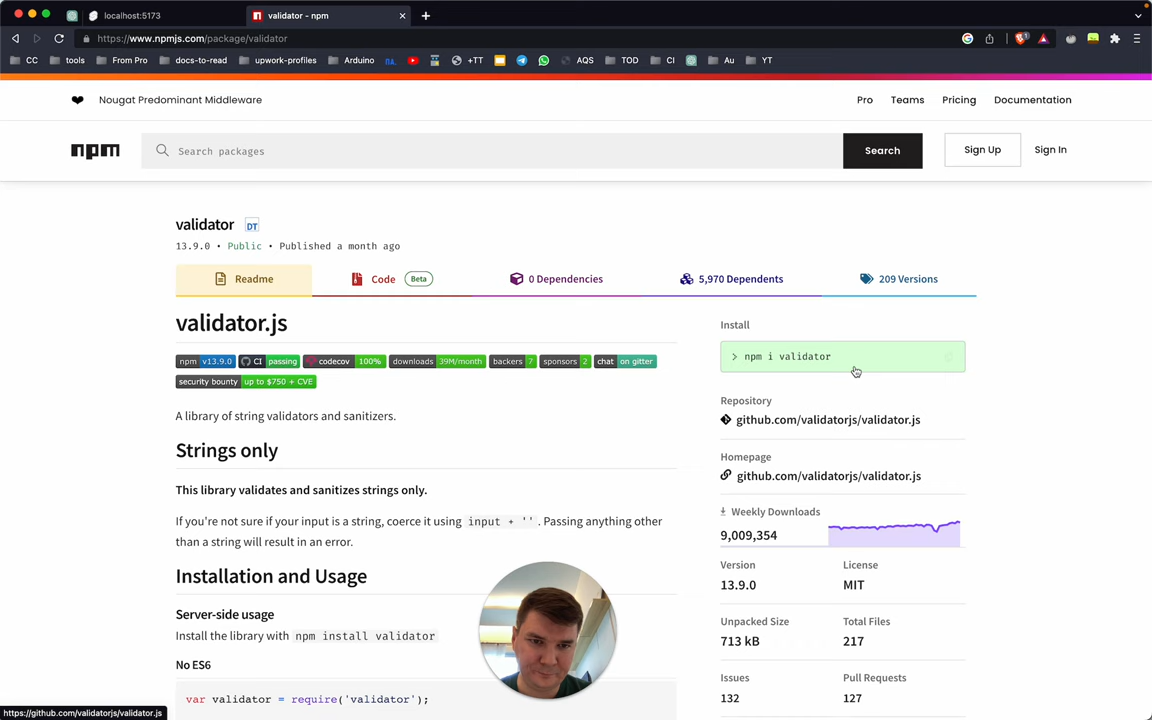 localhost:5173
validator - npm
https://www.npmjs.com/package/validator
CC
tools
From Pro
docs-to-read
upwork-profiles
Arduino
+TT
AQS
TOD
CI
Au
YT
Nougat Predominant Middleware
Pro
Teams
Pricing
Documentation
npm
Search packages
Search
Sign Up
Sign In
validator
DT
13.9.0 • Public • Published a month ago
Readme
Code
Beta
0 Dependencies
5,970 Dependents
209 Versions
validator.js
npm v13.9.0
CI passing
codecov 100%
downloads 39M/month
backers 7
sponsors 2
chat on gitter
security bounty up to $750 + CVE
A library of string validators and sanitizers.
Strings only
This library validates and sanitizes strings only.
If you're not sure if your input is a string, coerce it using input + ''. Passing anything other
than a string will result in an error.
Installation and Usage
Server-side usage
Install the library with npm install validator
No ES6
var validator = require('validator');
Install
> npm i validator
Repository
github.com/validatorjs/validator.js
Homepage
github.com/validatorjs/validator.js
Weekly Downloads
9,009,354
Version
License
13.9.0
MIT
Unpacked Size
Total Files
713 kB
217
Issues
Pull Requests
132
127
https://github.com/validatorjs/validator.js